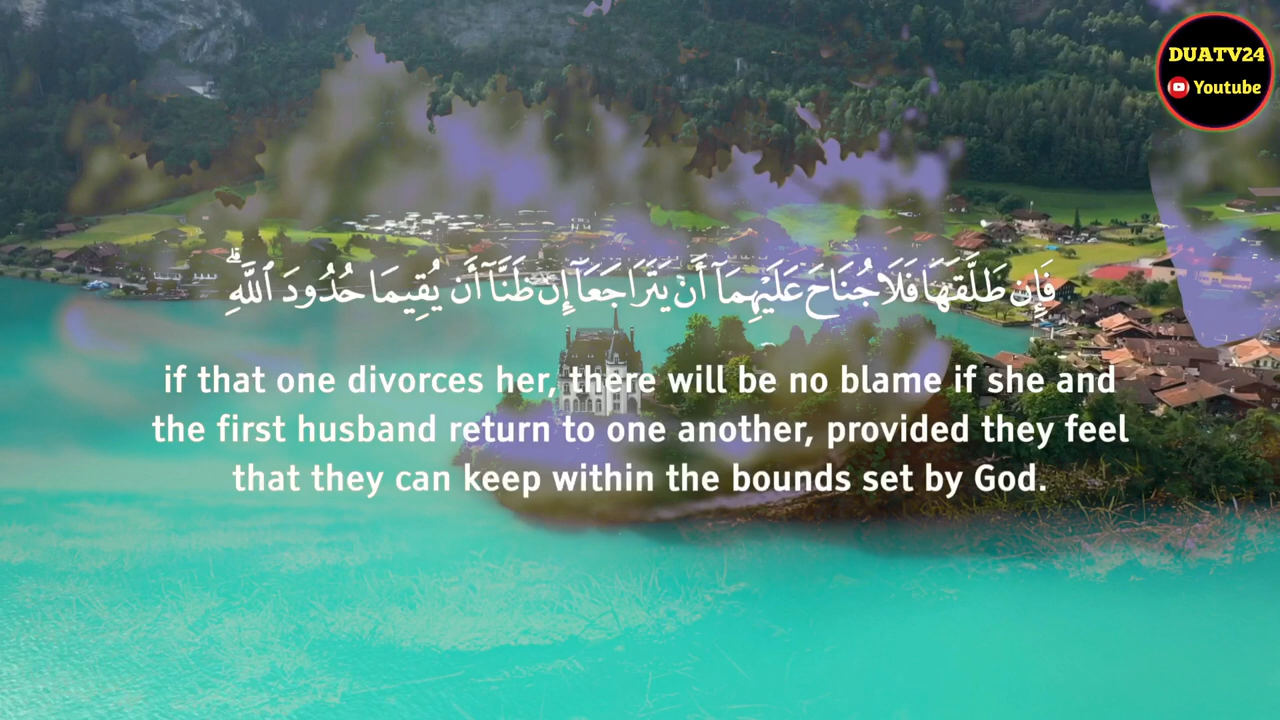 DUATV24
Youtube
فَإِن طَلَّقَهَا فَلَا جُنَاحَ عَلَيْهِمَآ أَن يَتَرَاجَعَآ إِن ظَنَّآ أَن يُقِيمَا حُدُودَ ٱللَّهِ ۗ
if that one divorces her, there will be no blame if she and
the first husband return to one another, provided they feel
that they can keep within the bounds set by God.